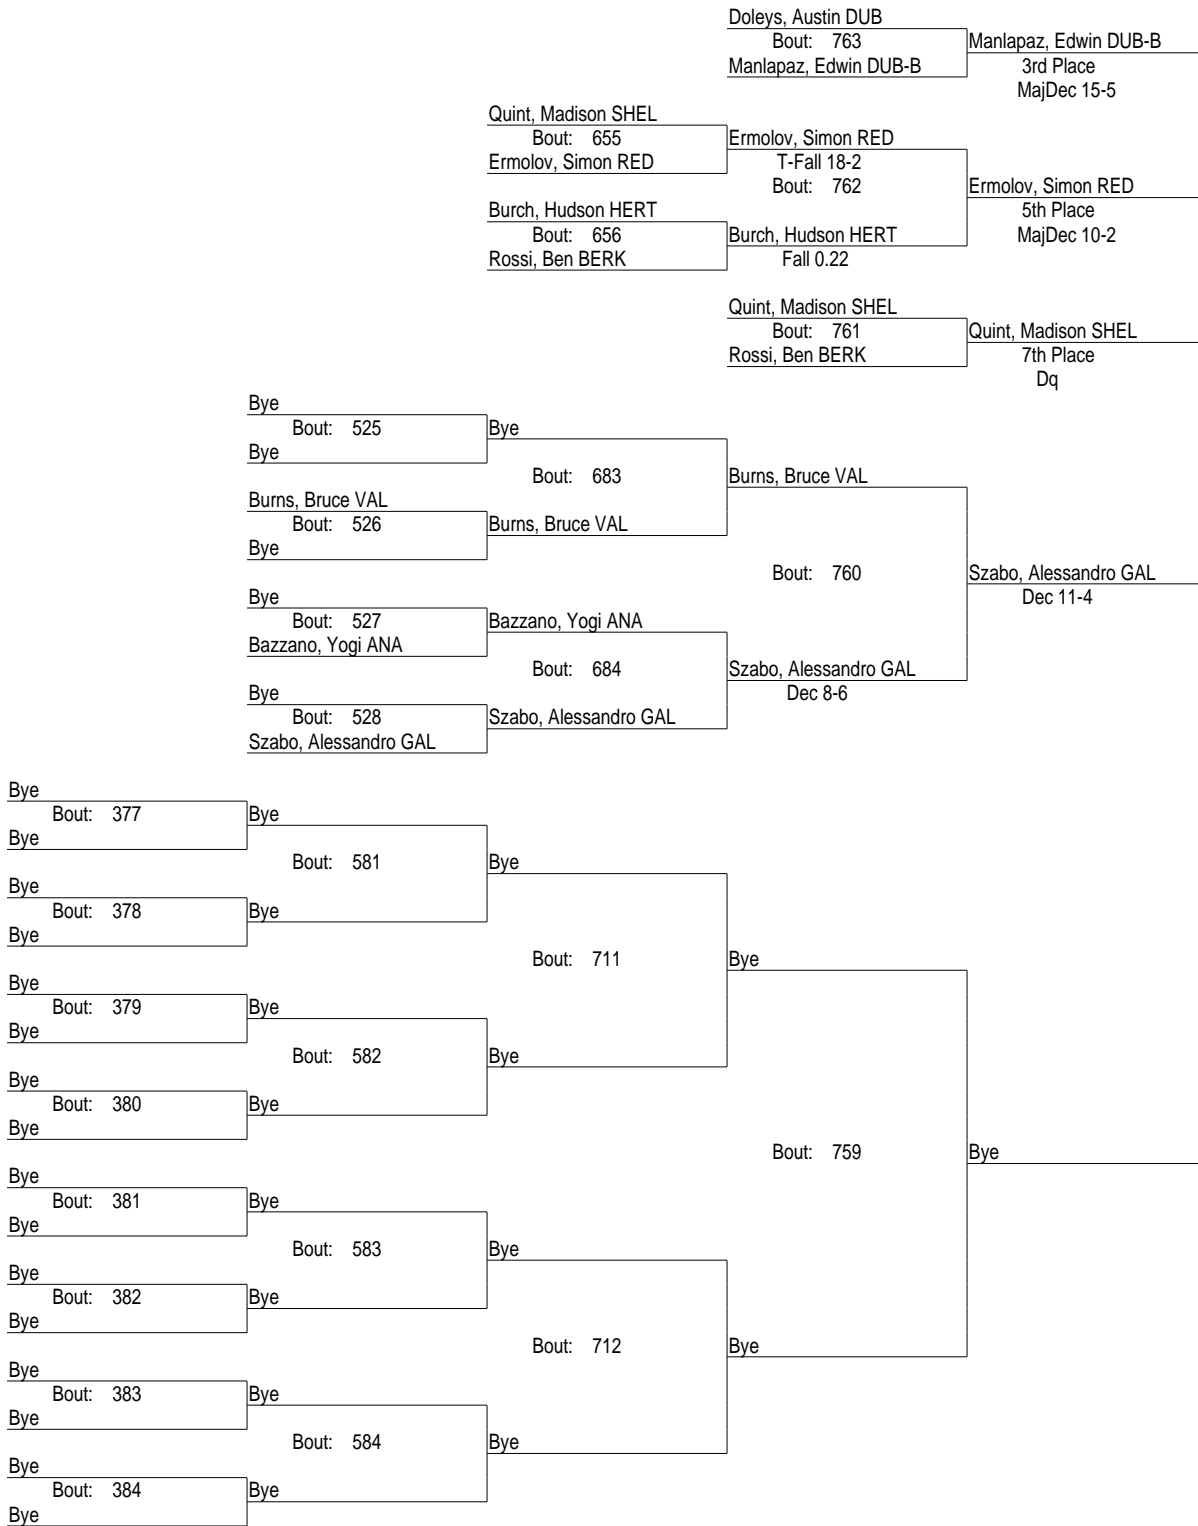 Doleys, Austin DUB
Bout: 763
Manlapaz, Edwin DUB-B
Manlapaz, Edwin DUB-B
3rd Place
MajDec 15-5
Quint, Madison SHEL
Bout: 655
Ermolov, Simon RED
Ermolov, Simon RED
T-Fall 18-2
Bout: 762
Ermolov, Simon RED
5th Place
MajDec 10-2
Burch, Hudson HERT
Bout: 656
Rossi, Ben BERK
Burch, Hudson HERT
Fall 0.22
Quint, Madison SHEL
Bout: 761
Rossi, Ben BERK
Quint, Madison SHEL
7th Place
Dq
Bye
Bout: 525
Bye
Bye
Bout: 683
Burns, Bruce VAL
Burns, Bruce VAL
Bout: 526
Bye
Burns, Bruce VAL
Bout: 760
Szabo, Alessandro GAL
Dec 11-4
Bye
Bout: 527
Bazzano, Yogi ANA
Bazzano, Yogi ANA
Bout: 684
Szabo, Alessandro GAL
Dec 8-6
Bye
Bout: 528
Szabo, Alessandro GAL
Szabo, Alessandro GAL
Bye
Bout: 377
Bye
Bye
Bout: 581
Bye
Bye
Bout: 378
Bye
Bye
Bout: 711
Bye
Bye
Bout: 379
Bye
Bye
Bout: 582
Bye
Bye
Bout: 380
Bye
Bye
Bout: 759
Bye
Bye
Bout: 381
Bye
Bye
Bout: 583
Bye
Bye
Bout: 382
Bye
Bye
Bout: 712
Bye
Bye
Bout: 383
Bye
Bye
Bout: 584
Bye
Bye
Bout: 384
Bye
Bye